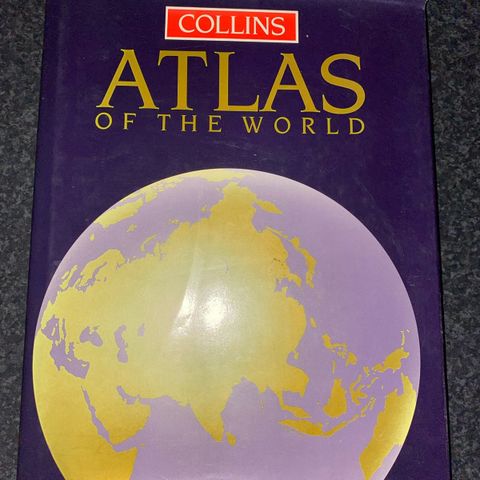 COLLINS
ATLAS
OF THE WORLD